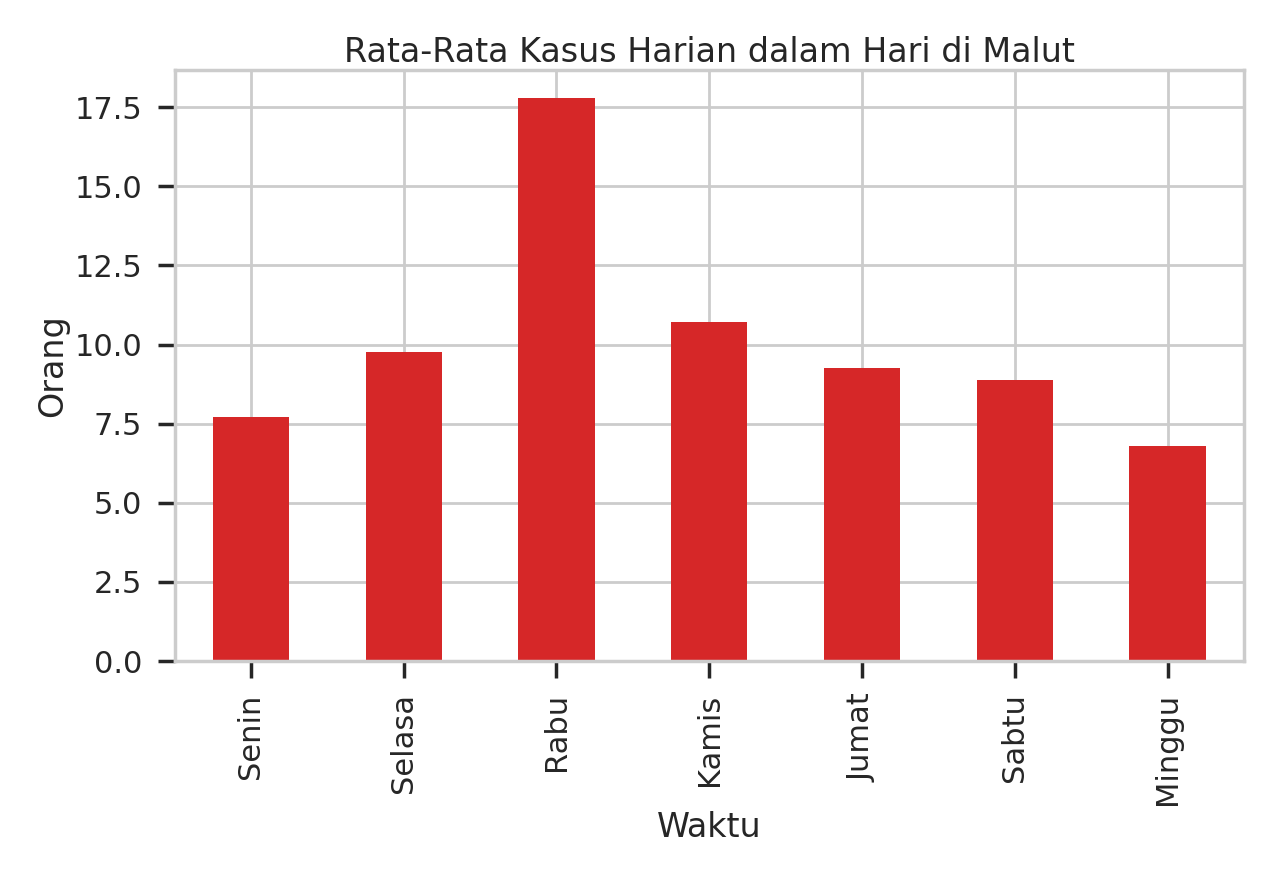 Rata-Rata Kasus Harian dalam Hari di Malut
Orang
17.5
15.0
12.5
10.0
7.5
5.0
2.5
0.0
Senin
Selasa
Rabu
Kamis
Jumat
Sabtu
Minggu
Waktu